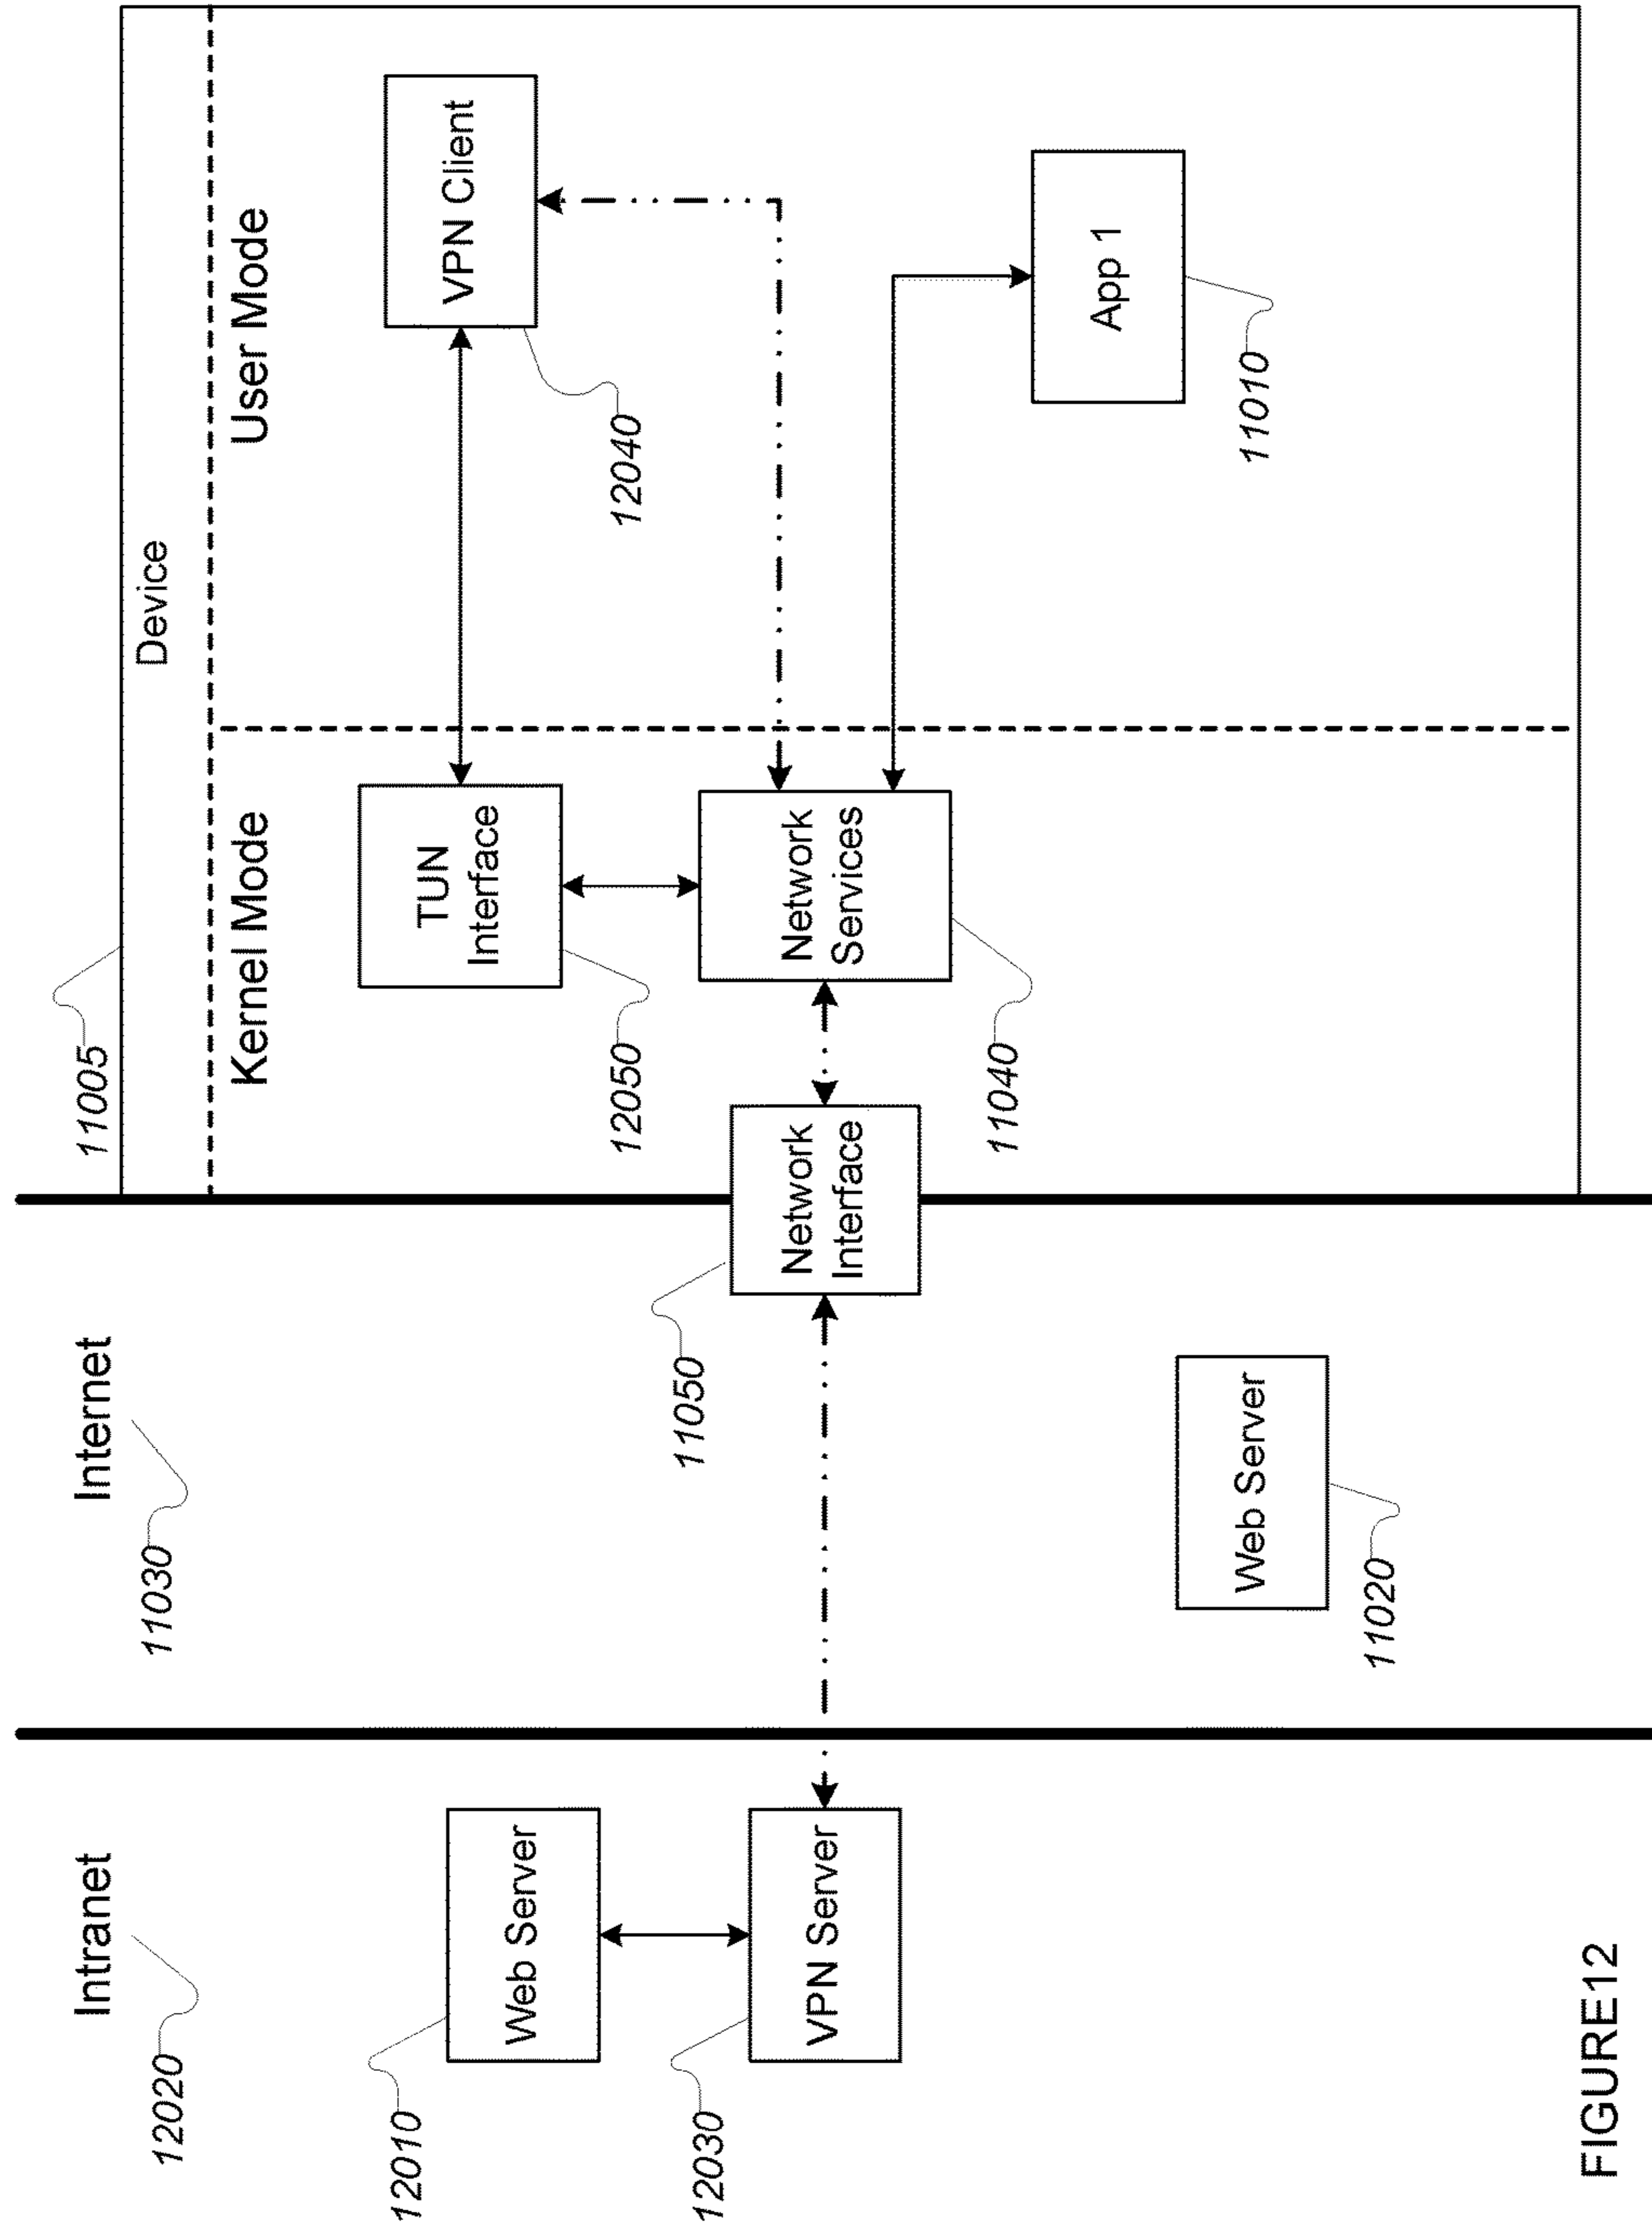 Intranet
12020
Internet
11030
11005
Device
Kernel Mode
User Mode
12010
Web Server
12030
VPN Server
11050
Network
Interface
Web Server
11020
TUN
Interface
12050
Network
Services
11040
VPN Client
12040
App 1
11010
FIGURE12